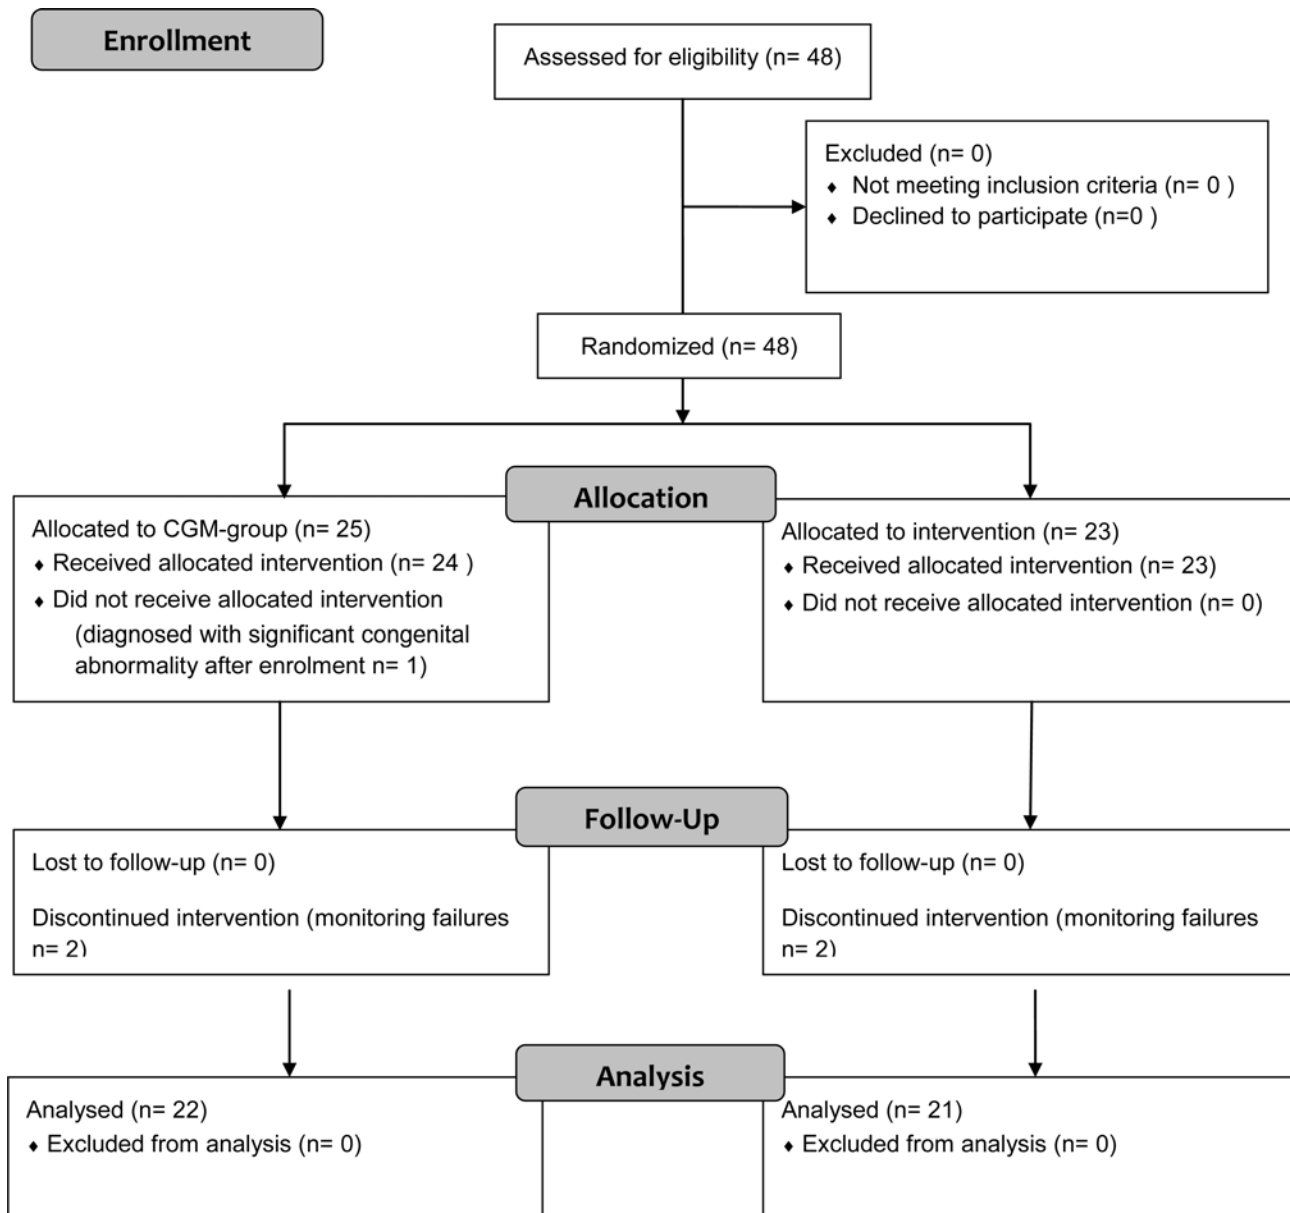 Enrollment
Assessed for eligibility (n= 48)
Excluded (n= 0)
♦ Not meeting inclusion criteria (n= 0 )
♦ Declined to participate (n=0 )
Randomized (n= 48)
Allocation
Allocated to CGM-group (n= 25)
♦ Received allocated intervention (n= 24 )
♦ Did not receive allocated intervention
(diagnosed with significant congenital
abnormality after enrolment n= 1)
Allocated to intervention (n= 23)
♦ Received allocated intervention (n= 23)
♦ Did not receive allocated intervention (n= 0)
Follow-Up
Lost to follow-up (n= 0)
Discontinued intervention (monitoring failures
n= 2)
Lost to follow-up (n= 0)
Discontinued intervention (monitoring failures
n= 2)
Analysis
Analysed (n= 22)
♦ Excluded from analysis (n= 0)
Analysed (n= 21)
♦ Excluded from analysis (n= 0)